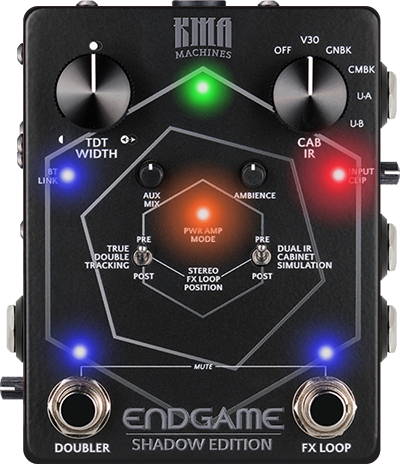 KMA
MACHINES
V30
OFF
GNBK
CMBK
U-A
U-B
TDT
WIDTH
CAB
IR
BT
LINK
INPUT
CLIP
AUX
MIX
AMBIENCE
PWR AMP
MODE
PRE
PRE
TRUE
DOUBLE
TRACKING
DUAL IR
CABINET
SIMULATION
STEREO
FX LOOP
POSITION
POST
POST
MUTE
ENDGAME
DOUBLER
SHADOW EDITION
FX LOOP